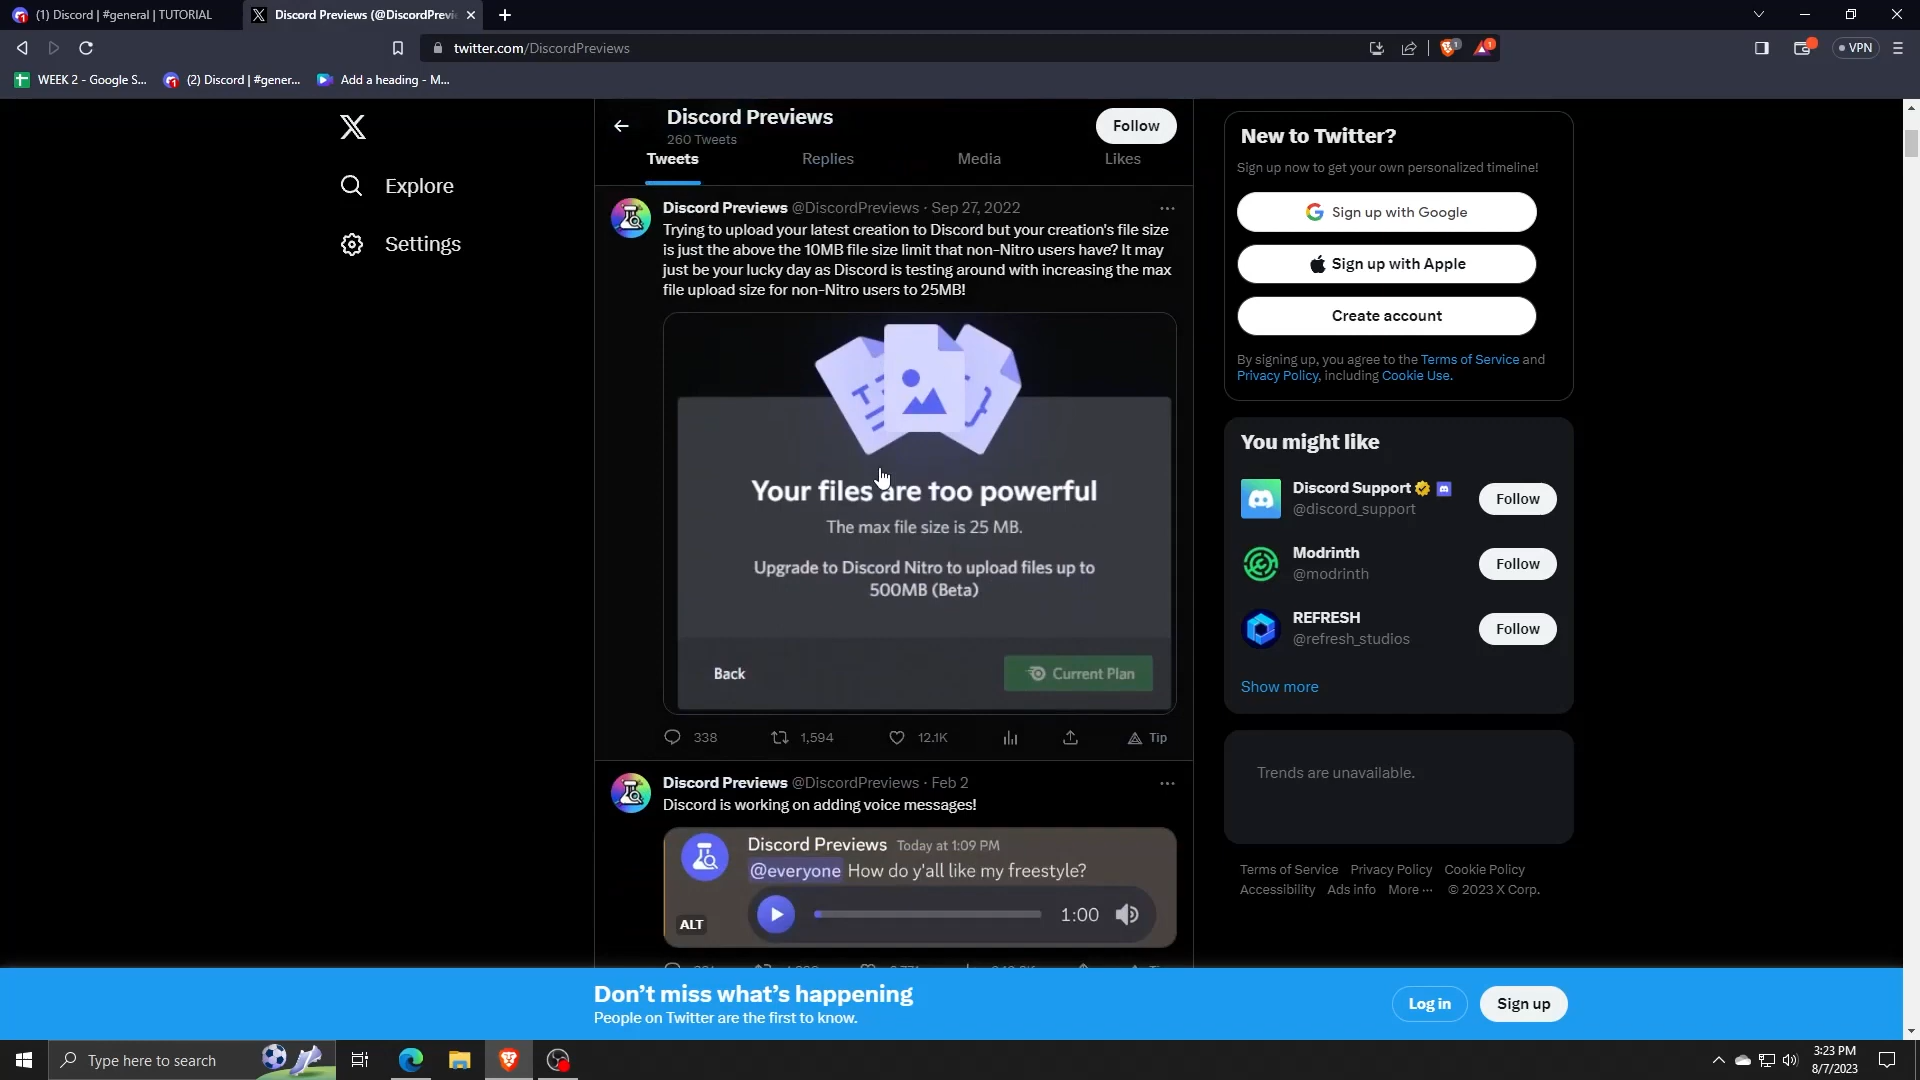 (1) Discord | #general | TUTORIAL
Discord Previews (@DiscordPrevie
twitter.com/DiscordPreviews
1
1
VPN
WEEK 2 - Google S...
(2) Discord | #gener...
Add a heading - M...
Explore
Settings
Discord Previews
260 Tweets
Follow
Tweets
Replies
Media
Likes
Discord Previews @DiscordPreviews · Sep 27, 2022
Trying to upload your latest creation to Discord but your creation's file size
is just the above the 10MB file size limit that non-Nitro users have? It may
just be your lucky day as Discord is testing around with increasing the max
file upload size for non-Nitro users to 25MB!
Your files are too powerful
The max file size is 25 MB.
Upgrade to Discord Nitro to upload files up to
500MB (Beta)
Back
Current Plan
338
1,594
12.1K
Tip
Discord Previews @DiscordPreviews · Feb 2
Discord is working on adding voice messages!
Discord Previews Today at 1:09 PM
@everyone How do y'all like my freestyle?
1:00
ALT
New to Twitter?
Sign up now to get your own personalized timeline!
Sign up with Google
Sign up with Apple
Create account
By signing up, you agree to the Terms of Service and
Privacy Policy, including Cookie Use.
You might like
Discord Support
@discord_support
Follow
Modrinth
@modrinth
Follow
REFRESH
@refresh_studios
Follow
Show more
Trends are unavailable.
Terms of Service Privacy Policy Cookie Policy
Accessibility Ads info More ··· © 2023 X Corp.
Don't miss what's happening
People on Twitter are the first to know.
Log in
Sign up
Type here to search
3:23 PM
8/7/2023